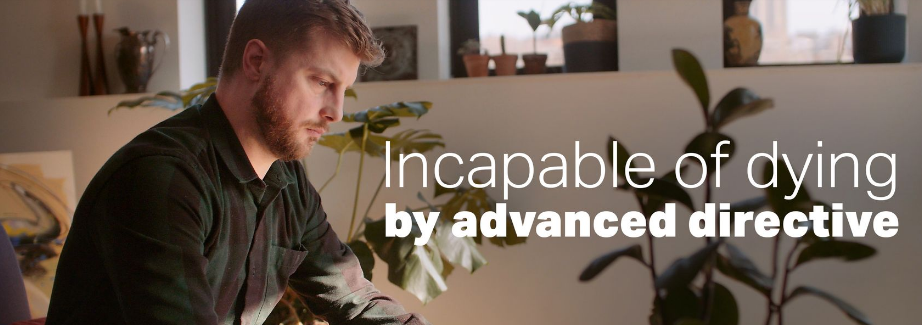 Incapable of dying
by advanced directive